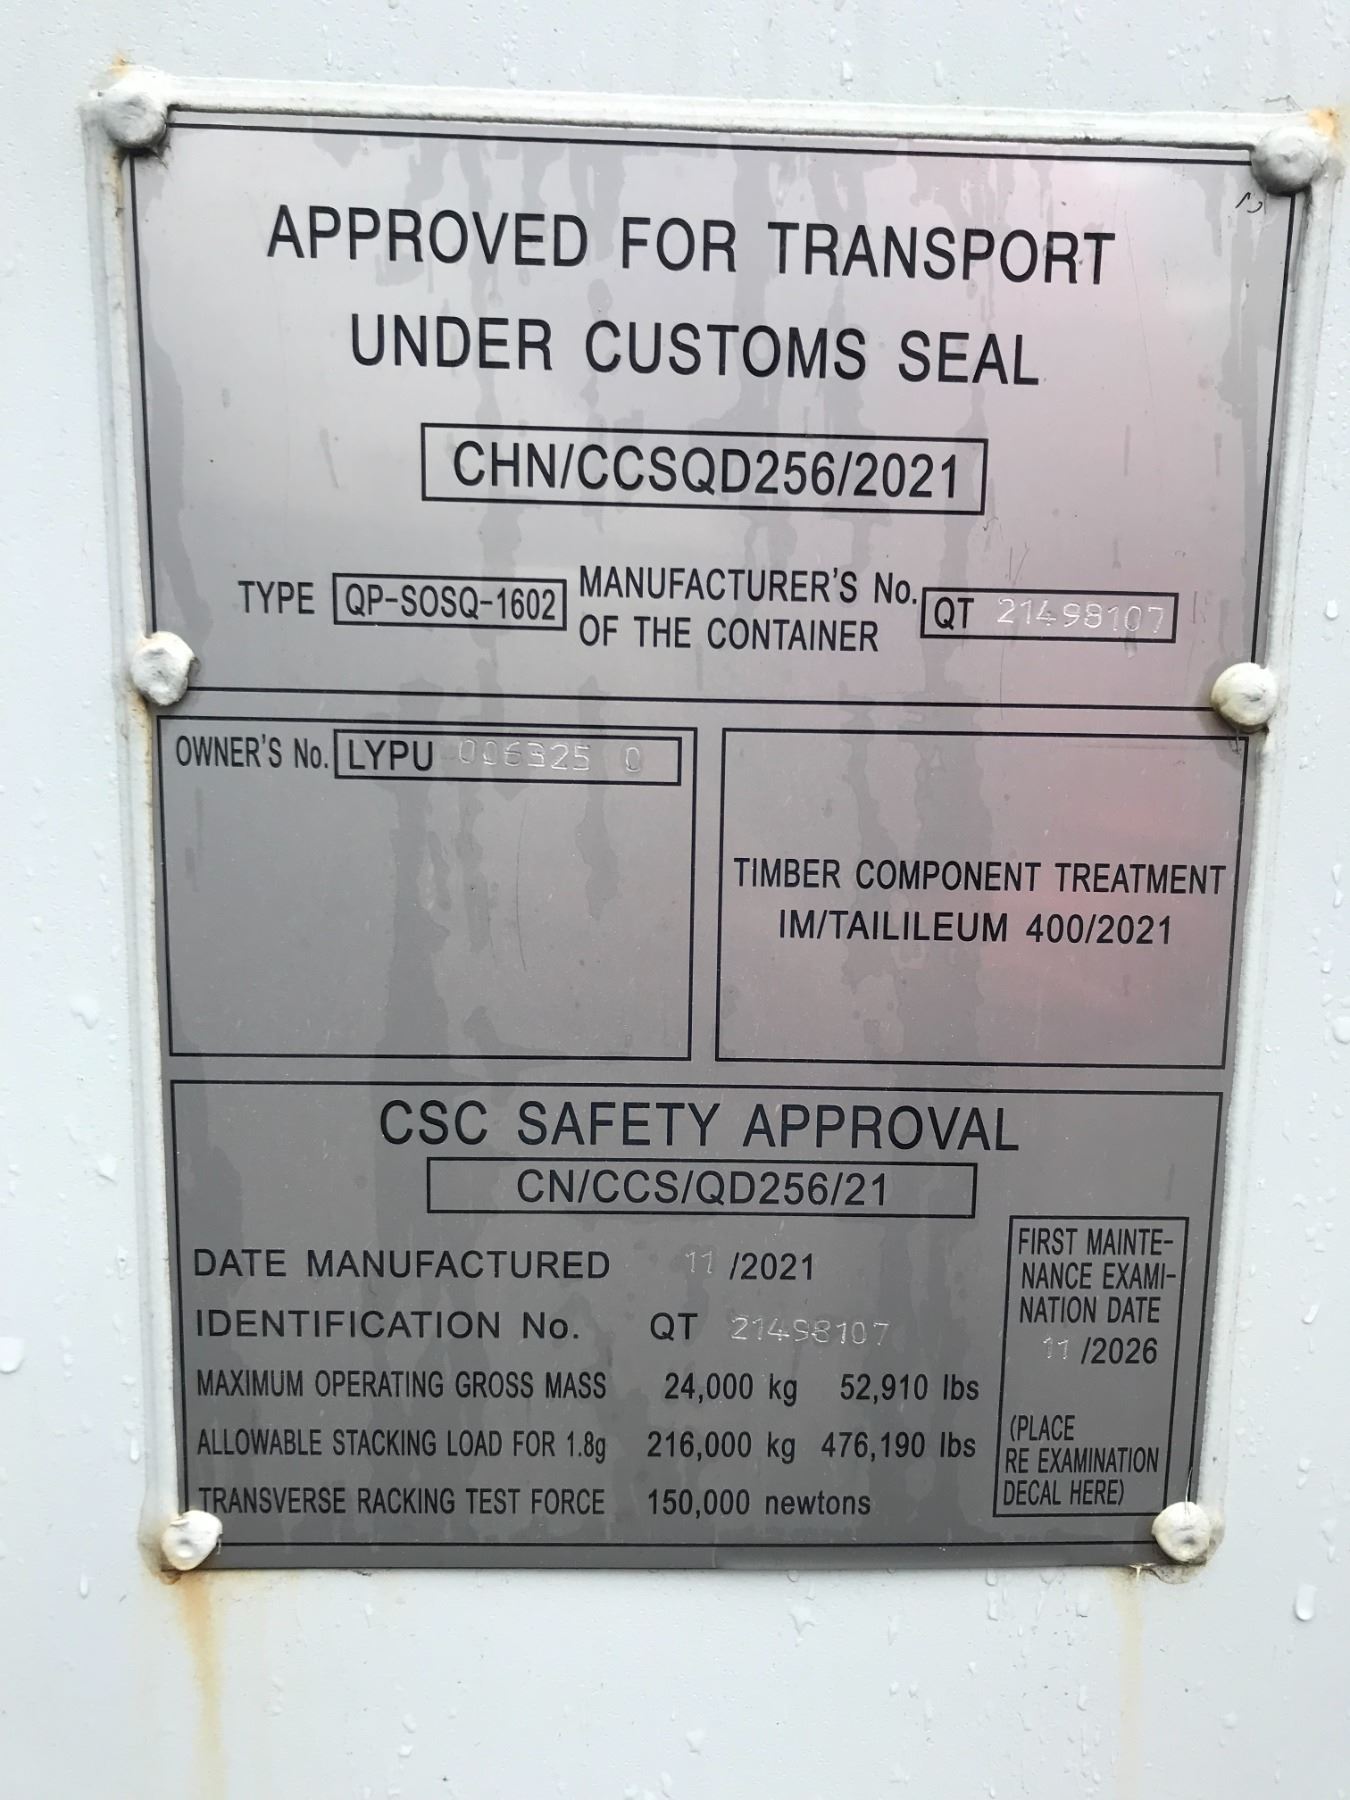 APPROVED FOR TRANSPORT
UNDER CUSTOMS SEAL
CHN/CCSQD256/2021
TYPE QP-SOSQ-1602 MANUFACTURER'S No. OF THE CONTAINER QT 21498107
OWNER'S No. LYPU 006325 0
TIMBER COMPONENT TREATMENT
IM/TAILILEUM 400/2021
CSC SAFETY APPROVAL
CN/CCS/QD256/21
DATE MANUFACTURED 11 /2021
IDENTIFICATION No. QT 21498107
MAXIMUM OPERATING GROSS MASS 24,000 kg 52,910 lbs
ALLOWABLE STACKING LOAD FOR 1.8g 216,000 kg 476,190 lbs
TRANSVERSE RACKING TEST FORCE 150,000 newtons
FIRST MAINTE-
NANCE EXAMI-
NATION DATE
11 /2026
(PLACE
RE EXAMINATION
DECAL HERE)